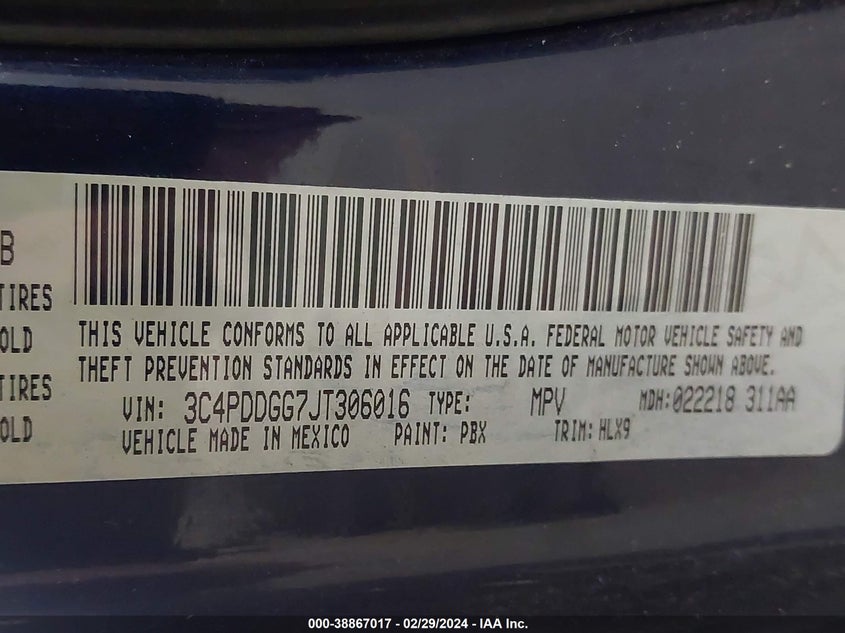 B
TIRES
OLD
TIRES
OLD
THIS VEHICLE CONFORMS TO ALL APPLICABLE U.S.A. FEDERAL MOTOR VEHICLE SAFETY AND
THEFT PREVENTION STANDARDS IN EFFECT ON THE DATE OF MANUFACTURE SHOWN ABOVE.
VIN: 3C4PDDGG7JT306016 TYPE: MPV MDH:022218 311AA
VEHICLE MADE IN MEXICO PAINT: PBX TRIM: HLX9
000-38867017 - 02/29/2024 - IAA Inc.